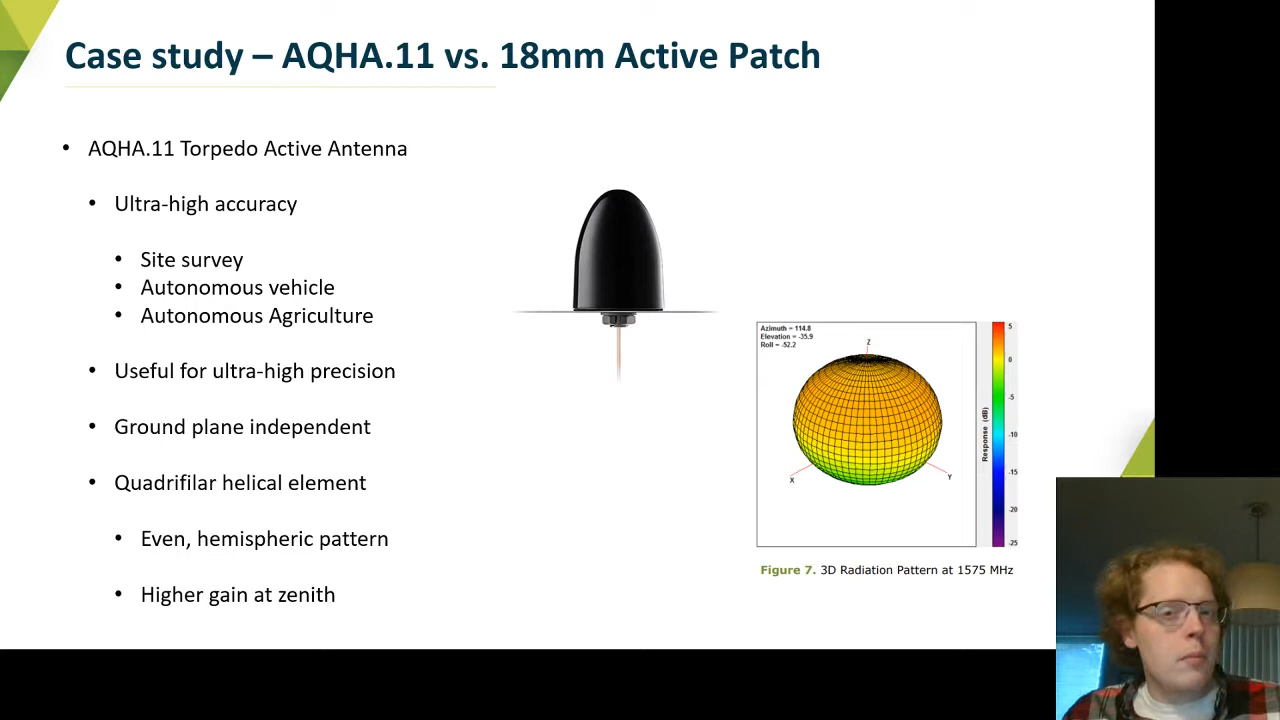 Case study – AQHA.11 vs. 18mm Active Patch
• AQHA.11 Torpedo Active Antenna
• Ultra-high accuracy
• Site survey
• Autonomous vehicle
• Autonomous Agriculture
• Useful for ultra-high precision
• Ground plane independent
• Quadrifilar helical element
• Even, hemispheric pattern
• Higher gain at zenith
Azimuth = 114.8
Elevation = -35.9
Roll = -52.2
Z
X
Y
Response (dB)
5
0
-5
-10
-15
-20
-25
Figure 7. 3D Radiation Pattern at 1575 MHz